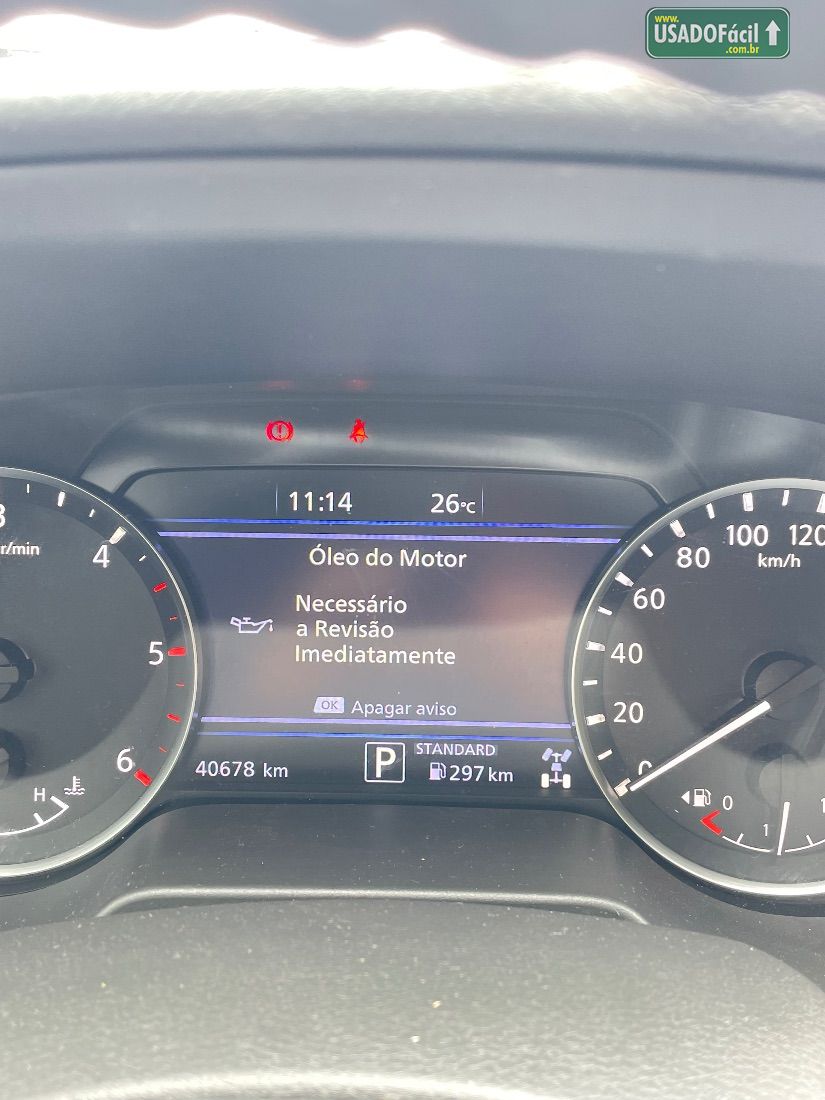 www.
USADOFácil
.com.br
11:14 26°C
Óleo do Motor
Necessário
a Revisão
Imediatamente
OK Apagar aviso
40678 km P STANDARD 297 km
3
r/min
4
5
6
H
0 20 40 60 80 100 120
km/h
0 1